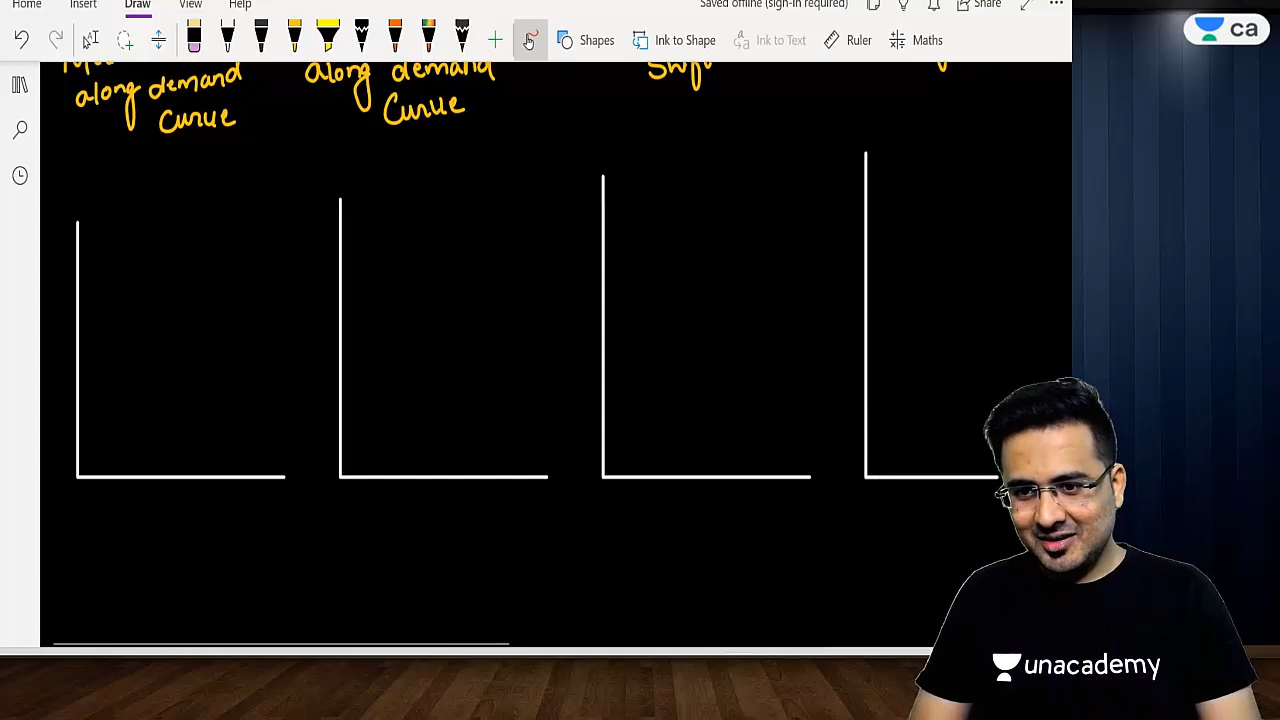 Home Insert Draw View Help Saved offline (sign-in required) Share
Shapes Ink to Shape Ink to Text Ruler Maths
ca
along demand
curve
along demand
curve
unacademy